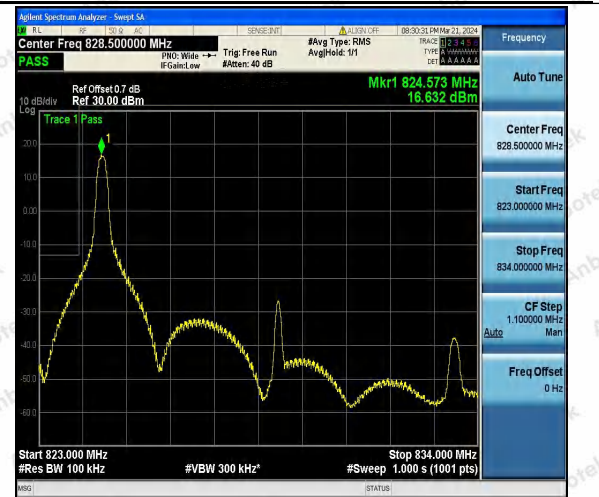 Agilent Spectrum Analyzer - Swept SA
RL RF 50 Ω AC SENSE:INT ALIGN OFF 08:30:31 PM Mar 21, 2024
Center Freq 828.500000 MHz
PASS
PNO: Wide
IFGain:Low
Trig: Free Run
#Atten: 40 dB
#Avg Type: RMS
Avg|Hold: 1/1
TRACE 1 2 3 4 5 6
TYPE A
DET A A A A A A
Frequency
Ref Offset 0.7 dB
10 dB/div Ref 30.00 dBm
Log
Mkr1 824.573 MHz
16.632 dBm
Trace 1 Pass
1
20.0
10.0
0.00
-10.0
-20.0
-30.0
-40.0
-50.0
-60.0
Start 823.000 MHz
Stop 834.000 MHz
#Res BW 100 kHz
#VBW 300 kHz*
#Sweep 1.000 s (1001 pts)
MSG
STATUS
Auto Tune
Center Freq
828.500000 MHz
Start Freq
823.000000 MHz
Stop Freq
834.000000 MHz
CF Step
1.100000 MHz
Auto Man
Freq Offset
0 Hz